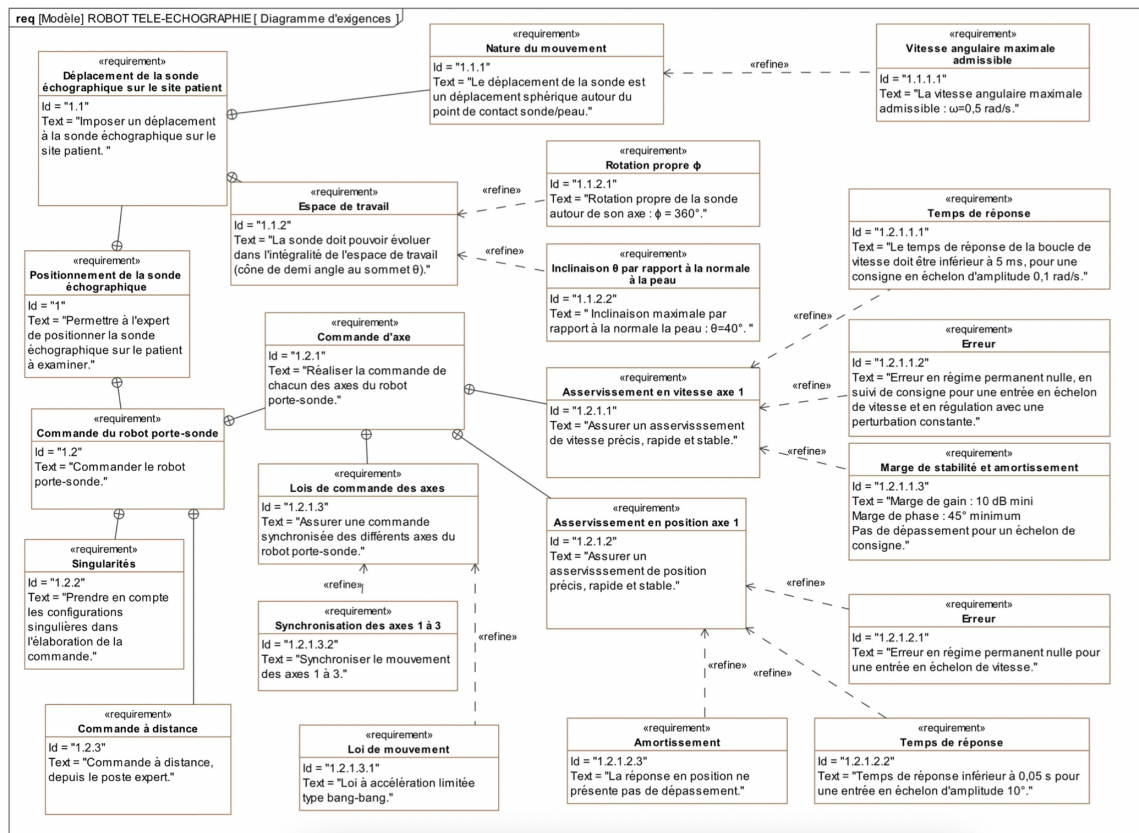 req [Modèle] ROBOT TELE-ECHOGRAPHIE [ Diagramme d'exigences ]
«requirement»
Déplacement de la sonde
échographique sur le site patient
Id = "1.1"
Text = "Imposer un déplacement
à la sonde échographique sur le
site patient. "
«requirement»
Nature du mouvement
Id = "1.1.1"
Text = "Le déplacement de la sonde est
un déplacement sphérique autour du
point de contact sonde/peau."
«refine»
«requirement»
Vitesse angulaire maximale
admissible
Id = "1.1.1.1"
Text = "La vitesse angulaire maximale
admissible : ω=0,5 rad/s."
«requirement»
Espace de travail
Id = "1.1.2"
Text = "La sonde doit pouvoir évoluer
dans l'intégralité de l'espace de travail
(cône de demi angle au sommet θ)."
«refine»
«requirement»
Rotation propre ϕ
Id = "1.1.2.1"
Text = "Rotation propre de la sonde
autour de son axe : ϕ = 360°."
«refine»
«requirement»
Inclinaison θ par rapport à la normale
à la peau
Id = "1.1.2.2"
Text = " Inclinaison maximale par
rapport à la normale la peau : θ=40°. "
«requirement»
Temps de réponse
Id = "1.2.1.1.1"
Text = "Le temps de réponse de la boucle de
vitesse doit être inférieur à 5 ms, pour une
consigne en échelon d'amplitude 0,1 rad/s."
«refine»
«requirement»
Positionnement de la sonde
échographique
Id = "1"
Text = "Permettre à l'expert
de positionner la sonde
échographique sur le patient
à examiner."
«requirement»
Commande d'axe
Id = "1.2.1"
Text = "Réaliser la commande de
chacun des axes du robot
porte-sonde."
«requirement»
Asservissement en vitesse axe 1
Id = "1.2.1.1"
Text = "Assurer un asservisssement
de vitesse précis, rapide et stable."
«refine»
«requirement»
Erreur
Id = "1.2.1.1.2"
Text = "Erreur en régime permanent nulle, en
suivi de consigne pour une entrée en échelon
de vitesse et en régulation avec une
perturbation constante."
«refine»
«requirement»
Marge de stabilité et amortissement
Id = "1.2.1.1.3"
Text = "Marge de gain : 10 dB mini
Marge de phase : 45° minimum
Pas de dépassement pour un échelon de
consigne."
«requirement»
Commande du robot porte-sonde
Id = "1.2"
Text = "Commander le robot
porte-sonde."
«requirement»
Lois de commande des axes
Id = "1.2.1.3"
Text = "Assurer une commande
synchronisée des différents axes du
robot porte-sonde."
«requirement»
Asservissement en position axe 1
Id = "1.2.1.2"
Text = "Assurer un
asservisssement de position
précis, rapide et stable."
«requirement»
Singularités
Id = "1.2.2"
Text = "Prendre en compte
les configurations
singulières dans
l'élaboration de la
commande."
«refine»
«requirement»
Synchronisation des axes 1 à 3
Id = "1.2.1.3.2"
Text = "Synchroniser le mouvement
des axes 1 à 3."
«refine»
«refine»
«refine»
«requirement»
Erreur
Id = "1.2.1.2.1"
Text = "Erreur en régime permanent nulle pour
une entrée en échelon de vitesse."
«requirement»
Commande à distance
Id = "1.2.3"
Text = "Commande à distance,
depuis le poste expert."
«requirement»
Loi de mouvement
Id = "1.2.1.3.1"
Text = "Loi à accélération limitée
type bang-bang."
«requirement»
Amortissement
Id = "1.2.1.2.3"
Text = "La réponse en position ne
présente pas de dépassement."
«requirement»
Temps de réponse
Id = "1.2.1.2.2"
Text = "Temps de réponse inférieur à 0,05 s pour
une entrée en échelon d'amplitude 10°."